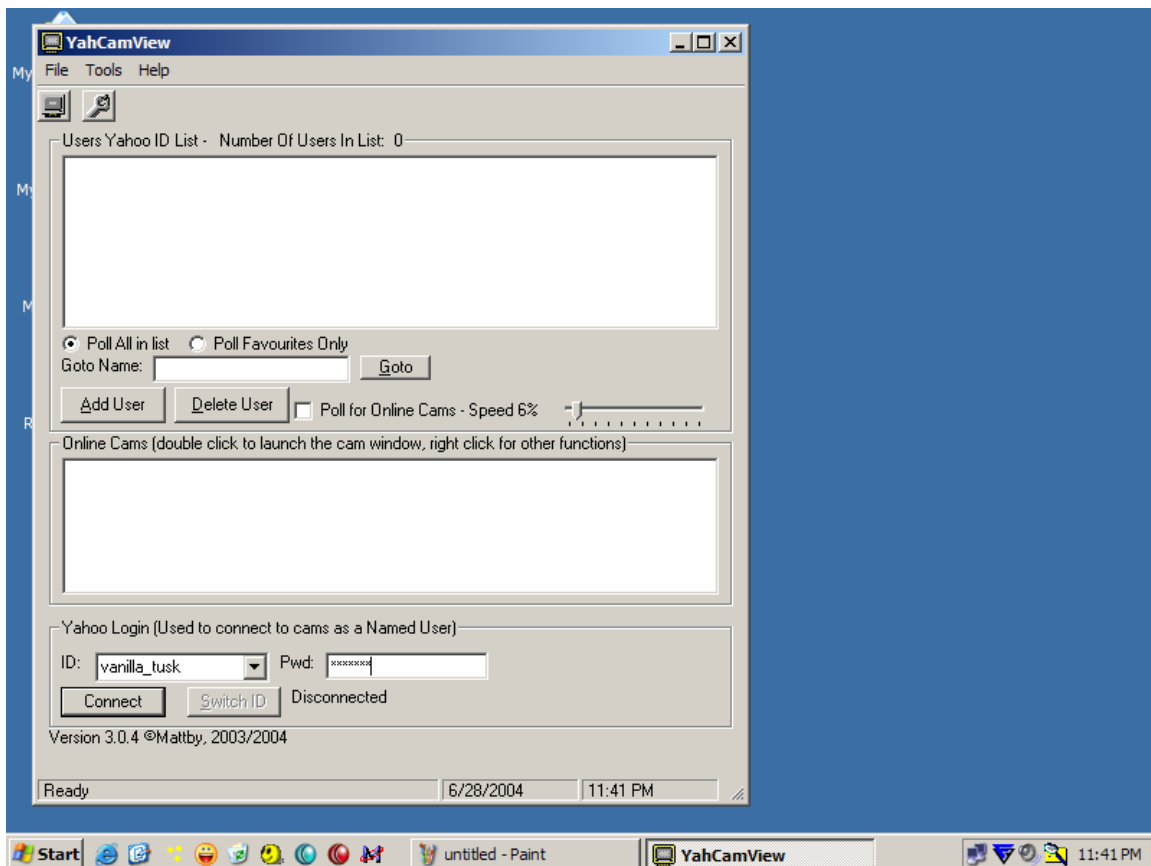 YahCamView
My File Tools Help
Users Yahoo ID List - Number Of Users In List: 0
My
M
Poll All in list Poll Favourites Only
Goto Name: Goto
Add User Delete User Poll for Online Cams - Speed 6%
R
Online Cams (double click to launch the cam window, right click for other functions)
Yahoo Login (Used to connect to cams as a Named User)
ID: vanilla_tusk Pwd: *******
Connect Switch ID Disconnected
Version 3.0.4 ©Mattby, 2003/2004
Ready 6/28/2004 11:41 PM
Start untitled - Paint YahCamView 11:41 PM